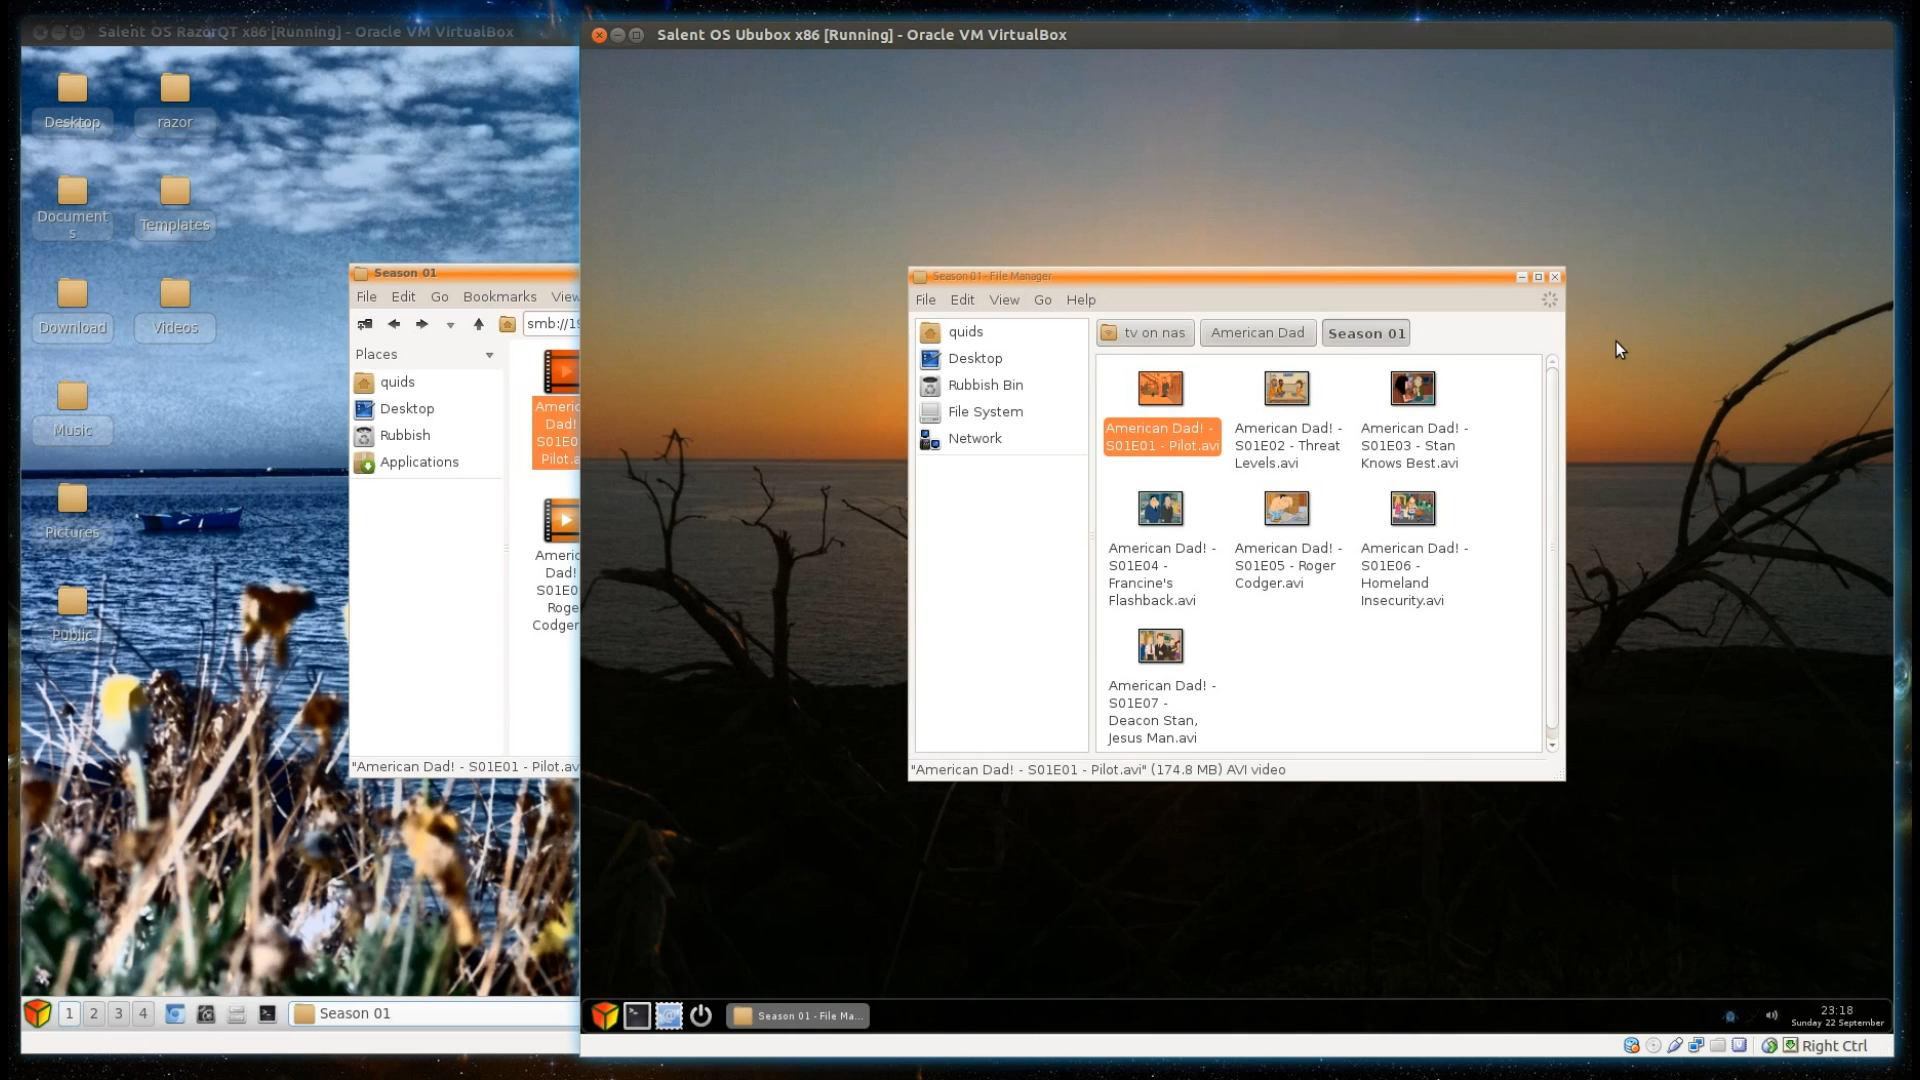 Salent OS RazorQT x86 [Running] - Oracle VM VirtualBox
Desktop
razor
Document
s
Templates
Download
Videos
Music
Pictures
Public
Season 01
File Edit Go Bookmarks View
smb://19
Places
quids
Desktop
Rubbish
Applications
Americ
Dad!
S01E0
Pilot.a
Americ
Dad!
S01E0
Roge
Codger
"American Dad! - S01E01 - Pilot.av
1 2 3 4
Season 01
Salent OS Ububox x86 [Running] - Oracle VM VirtualBox
Season 01 - File Manager
File Edit View Go Help
quids
Desktop
Rubbish Bin
File System
Network
tv on nas
American Dad
Season 01
American Dad! -
S01E01 - Pilot.avi
American Dad! -
S01E02 - Threat
Levels.avi
American Dad! -
S01E03 - Stan
Knows Best.avi
American Dad! -
S01E04 -
Francine's
Flashback.avi
American Dad! -
S01E05 - Roger
Codger.avi
American Dad! -
S01E06 -
Homeland
Insecurity.avi
American Dad! -
S01E07 -
Deacon Stan,
Jesus Man.avi
"American Dad! - S01E01 - Pilot.avi" (174.8 MB) AVI video
Season 01 - File Ma...
23:18
Sunday 22 September
Right Ctrl